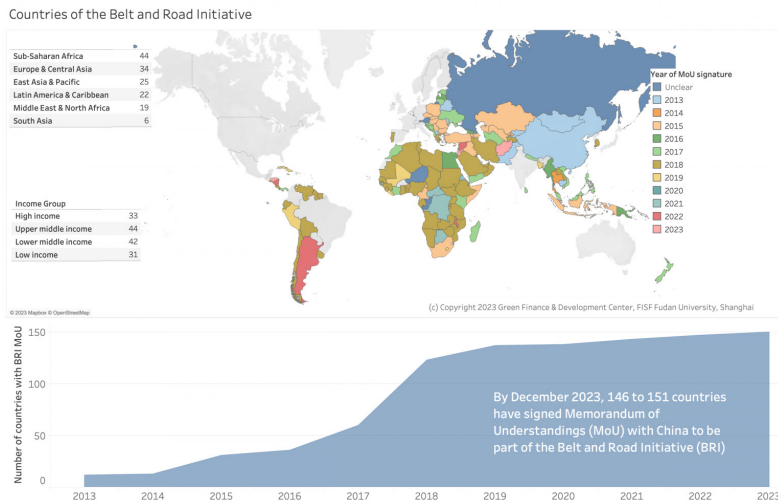 Countries of the Belt and Road Initiative
Sub-Saharan Africa 44
Europe & Central Asia 34
East Asia & Pacific 25
Latin America & Caribbean 22
Middle East & North Africa 19
South Asia 6
Income Group
High income 33
Upper middle income 44
Lower middle income 42
Low income 31
Year of MoU signature
Unclear
2013
2014
2015
2016
2017
2018
2019
2020
2021
2022
2023
© 2023 Mapbox © OpenStreetMap
(c) Copyright 2023 Green Finance & Development Center, FISF Fudan University, Shanghai
Number of countries with BRI MoU
150
100
50
0
By December 2023, 146 to 151 countries
have signed Memorandum of
Understandings (MoU) with China to be
part of the Belt and Road Initiative (BRI)
2013 2014 2015 2016 2017 2018 2019 2020 2021 2022 2023